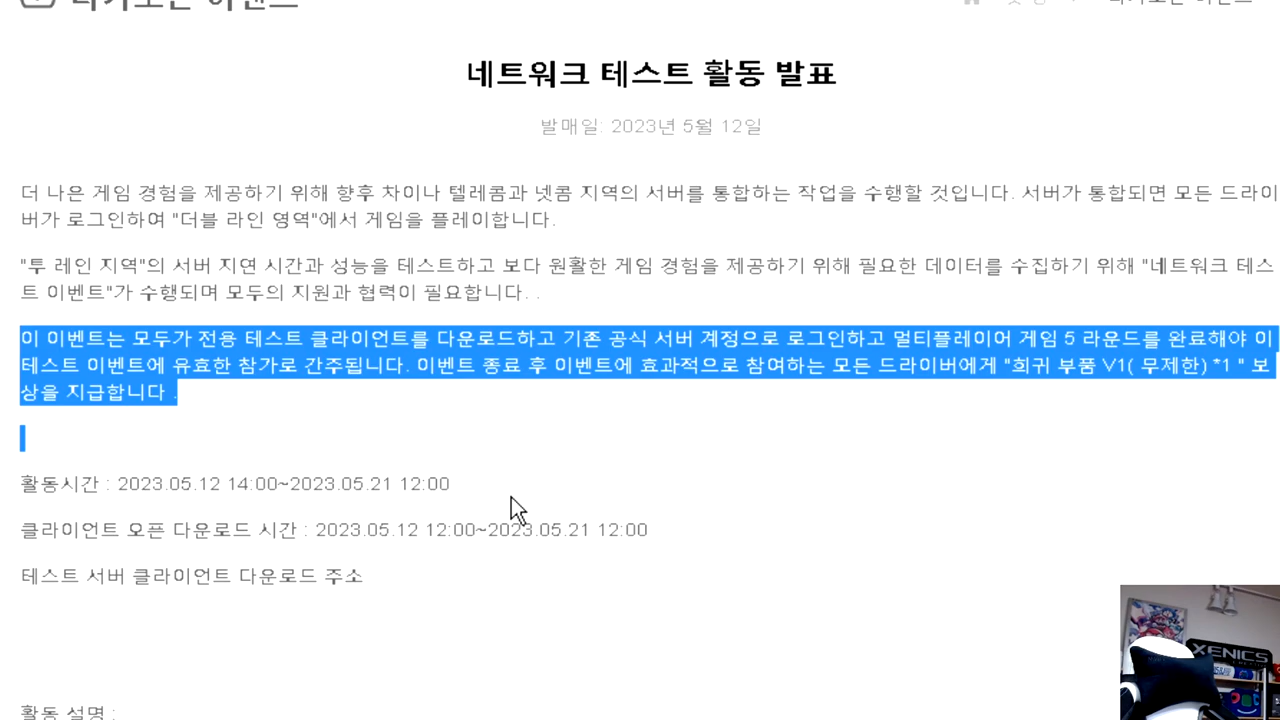 네트워크 테스트 활동 발표
발매일: 2023년 5월 12일
더 나은 게임 경험을 제공하기 위해 향후 차이나 텔레콤과 넷콤 지역의 서버를 통합하는 작업을 수행할 것입니다. 서버가 통합되면 모든 드라이
버가 로그인하여 "더블 라인 영역"에서 게임을 플레이합니다.
"투 레인 지역"의 서버 지연 시간과 성능을 테스트하고 보다 원활한 게임 경험을 제공하기 위해 필요한 데이터를 수집하기 위해 "네트워크 테스
트 이벤트"가 수행되며 모두의 지원과 협력이 필요합니다. .
이 이벤트는 모두가 전용 테스트 클라이언트를 다운로드하고 기존 공식 서버 계정으로 로그인하고 멀티플레이어 게임 5 라운드를 완료해야 이
테스트 이벤트에 유효한 참가로 간주됩니다. 이벤트 종료 후 이벤트에 효과적으로 참여하는 모든 드라이버에게 "희귀 부품 V1( 무제한) *1 " 보
상을 지급합니다 .
활동시간 : 2023.05.12 14:00~2023.05.21 12:00
클라이언트 오픈 다운로드 시간 : 2023.05.12 12:00~2023.05.21 12:00
테스트 서버 클라이언트 다운로드 주소
XENICS
활동 설명 :